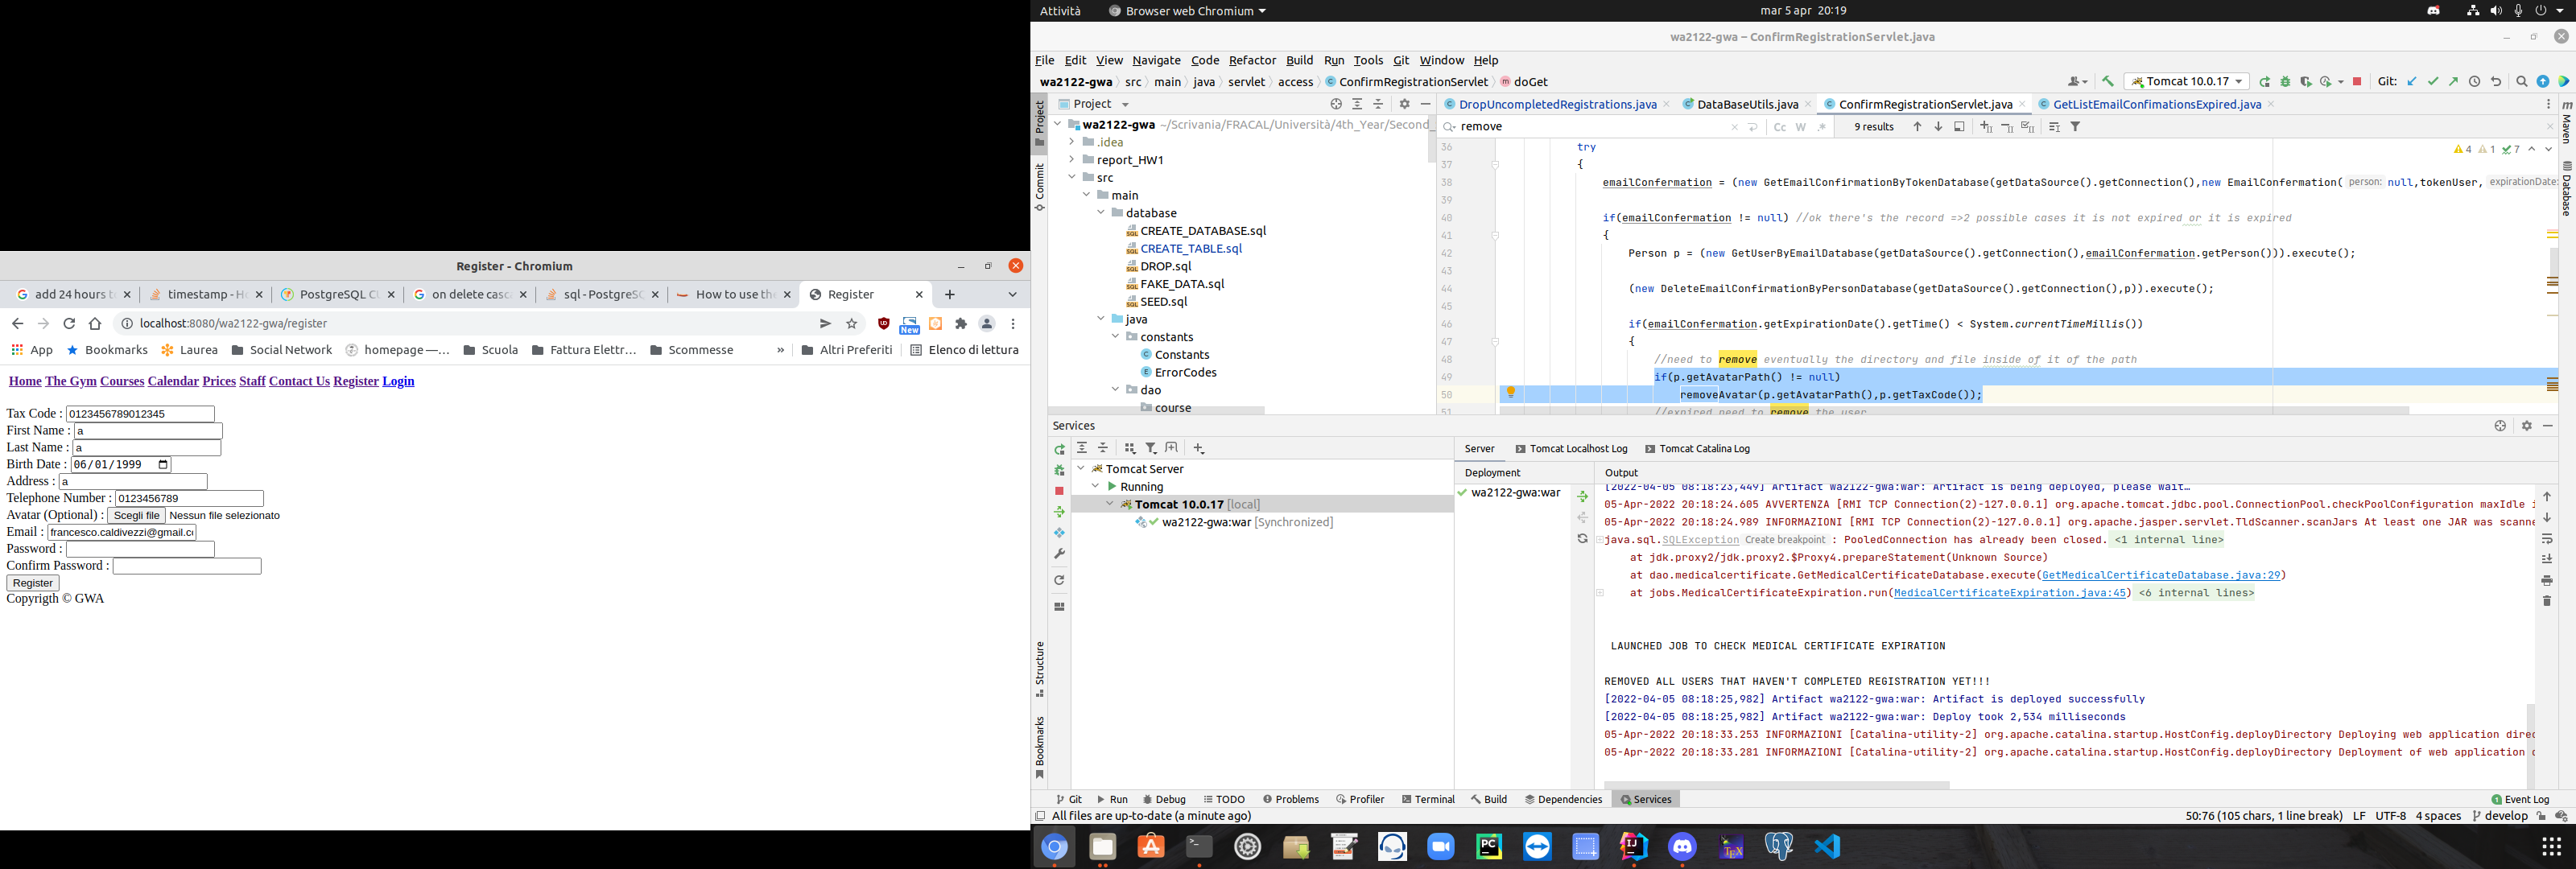 Attività
Browser web Chromium
mar 5 apr 20:19
wa2122-gwa – ConfirmRegistrationServlet.java
File Edit View Navigate Code Refactor Build Run Tools Git Window Help
wa2122-gwa src main java servlet access ConfirmRegistrationServlet doGet
Tomcat 10.0.17
Git:
Project
DropUncompletedRegistrations.java
DataBaseUtils.java
ConfirmRegistrationServlet.java
GetListEmailConfimationsExpired.java
wa2122-gwa ~/Scrivania/FRACAL/Università/4th_Year/Second_
.idea
report_HW1
src
main
database
CREATE_DATABASE.sql
CREATE_TABLE.sql
DROP.sql
FAKE_DATA.sql
SEED.sql
java
constants
Constants
ErrorCodes
dao
course
Project
Commit
Structure
Bookmarks
Maven
Database
remove
Cc W .*
9 results
4 1 7
36 try
37 {
38 emailConfermation = (new GetEmailConfirmationByTokenDatabase(getDataSource().getConnection(),new EmailConfermation( person: null,tokenUser, expirationDate:
39
40 if(emailConfermation != null) //ok there's the record =>2 possible cases it is not expired or it is expired
41 {
42 Person p = (new GetUserByEmailDatabase(getDataSource().getConnection(),emailConfermation.getPerson())).execute();
43
44 (new DeleteEmailConfirmationByPersonDatabase(getDataSource().getConnection(),p)).execute();
45
46 if(emailConfermation.getExpirationDate().getTime() < System.currentTimeMillis())
47 {
48 //need to remove eventually the directory and file inside of it of the path
49 if(p.getAvatarPath() != null)
50 removeAvatar(p.getAvatarPath(),p.getTaxCode());
51 //expired need to remove the user
Services
Tomcat Server
Running
Tomcat 10.0.17 [local]
wa2122-gwa:war [Synchronized]
Server
Tomcat Localhost Log
Tomcat Catalina Log
Deployment
Output
wa2122-gwa:war
[2022-04-05 08:18:23,449] Artifact wa2122-gwa:war: Artifact is being deployed, please wait…
05-Apr-2022 20:18:24.605 AVVERTENZA [RMI TCP Connection(2)-127.0.0.1] org.apache.tomcat.jdbc.pool.ConnectionPool.checkPoolConfiguration maxIdle i
05-Apr-2022 20:18:24.989 INFORMAZIONI [RMI TCP Connection(2)-127.0.0.1] org.apache.jasper.servlet.TldScanner.scanJars At least one JAR was scanne
java.sql.SQLException Create breakpoint : PooledConnection has already been closed. <1 internal line>
at jdk.proxy2/jdk.proxy2.$Proxy4.prepareStatement(Unknown Source)
at dao.medicalcertificate.GetMedicalCertificateDatabase.execute(GetMedicalCertificateDatabase.java:29)
at jobs.MedicalCertificateExpiration.run(MedicalCertificateExpiration.java:45) <6 internal lines>
LAUNCHED JOB TO CHECK MEDICAL CERTIFICATE EXPIRATION
REMOVED ALL USERS THAT HAVEN'T COMPLETED REGISTRATION YET!!!
[2022-04-05 08:18:25,982] Artifact wa2122-gwa:war: Artifact is deployed successfully
[2022-04-05 08:18:25,982] Artifact wa2122-gwa:war: Deploy took 2,534 milliseconds
05-Apr-2022 20:18:33.253 INFORMAZIONI [Catalina-utility-2] org.apache.catalina.startup.HostConfig.deployDirectory Deploying web application direc
05-Apr-2022 20:18:33.281 INFORMAZIONI [Catalina-utility-2] org.apache.catalina.startup.HostConfig.deployDirectory Deployment of web application d
Git Run Debug TODO Problems Profiler Terminal Build Dependencies Services
Event Log
All files are up-to-date (a minute ago)
50:76 (105 chars, 1 line break) LF UTF-8 4 spaces develop
Register - Chromium
add 24 hours t
timestamp - Ho
PostgreSQL CU
on delete casca
sql - PostgreSQ
How to use the
Register
localhost:8080/wa2122-gwa/register
New
App Bookmarks Laurea Social Network homepage —… Scuola Fattura Elettr… Scommesse » Altri Preferiti Elenco di lettura
Home The Gym Courses Calendar Prices Staff Contact Us Register Login
Tax Code : 0123456789012345
First Name : a
Last Name : a
Birth Date : 06/01/1999
Address : a
Telephone Number : 0123456789
Avatar (Optional) : Scegli file Nessun file selezionato
Email : francesco.caldivezzi@gmail.c
Password :
Confirm Password :
Register
Copyrigth © GWA